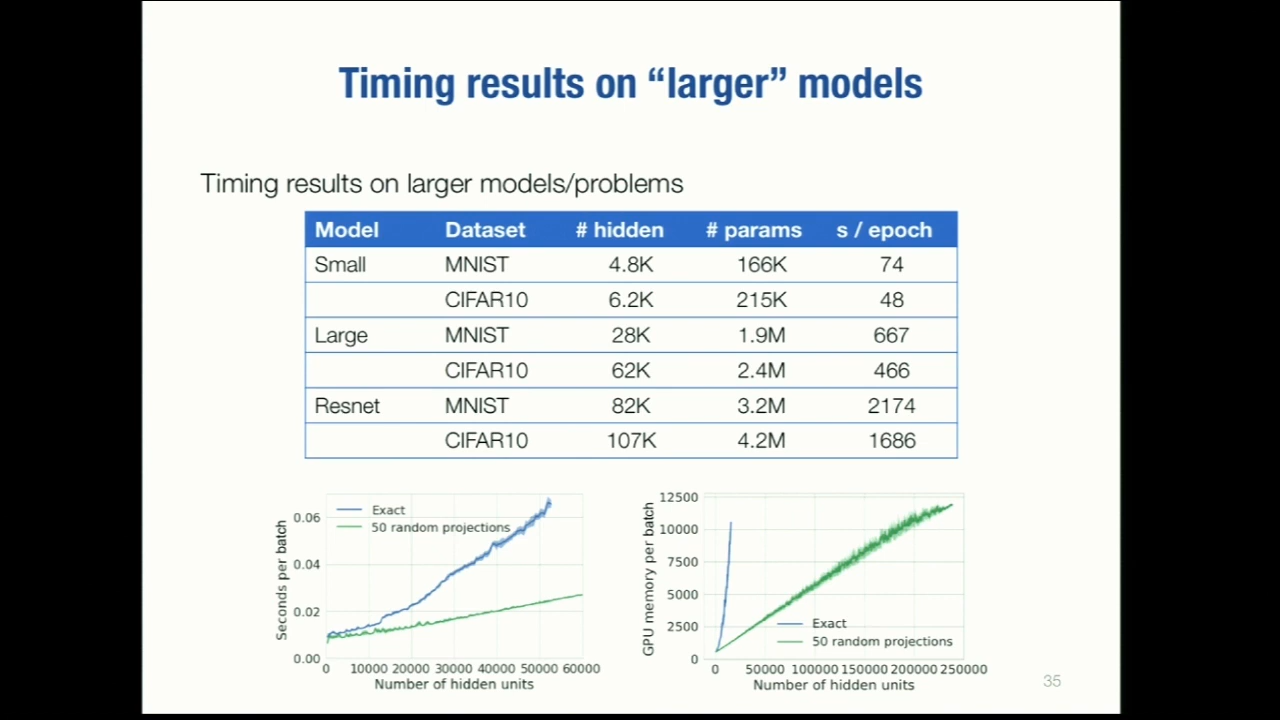 Timing results on “larger” models
Timing results on larger models/problems
Model Dataset # hidden # params s / epoch
Small MNIST 4.8K 166K 74
CIFAR10 6.2K 215K 48
Large MNIST 28K 1.9M 667
CIFAR10 62K 2.4M 466
Resnet MNIST 82K 3.2M 2174
CIFAR10 107K 4.2M 1686
Seconds per batch
0.06
0.04
0.02
0.00
Exact
50 random projections
0 10000 20000 30000 40000 50000 60000
Number of hidden units
GPU memory per batch
12500
10000
7500
5000
2500
0
Exact
50 random projections
0 50000 100000 150000 200000 250000
Number of hidden units
35